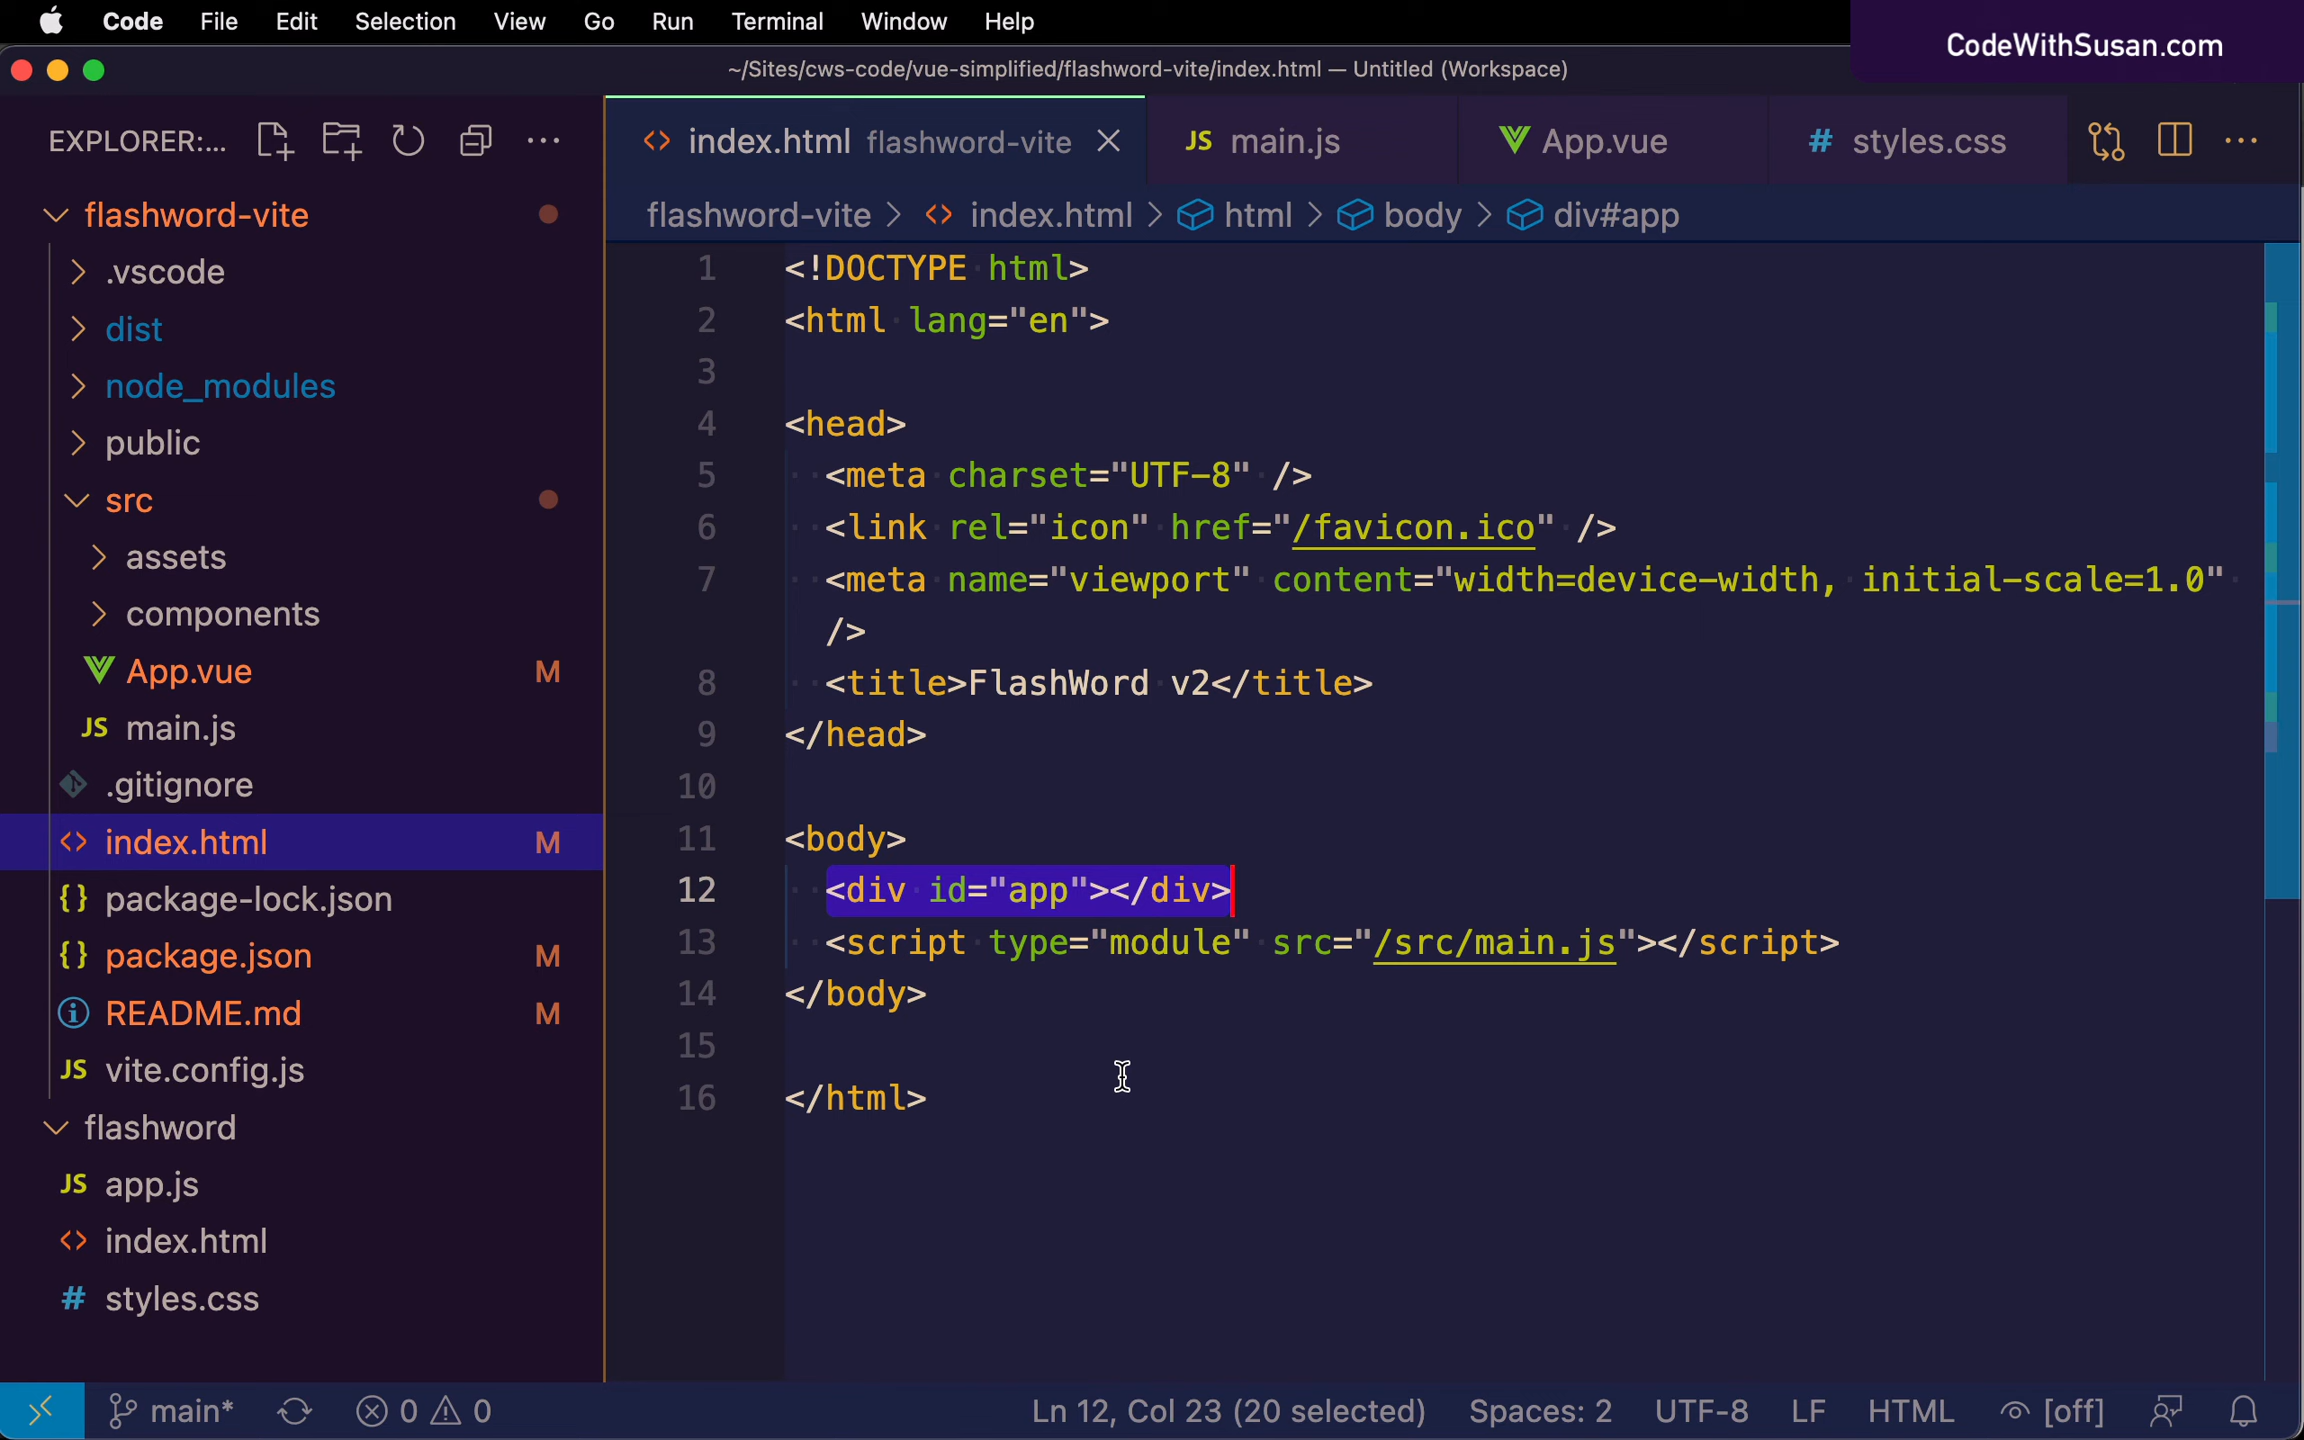 Code File Edit Selection View Go Run Terminal Window Help
CodeWithSusan.com
~/Sites/cws-code/vue-simplified/flashword-vite/index.html — Untitled (Workspace)
EXPLORER:...
flashword-vite
.vscode
dist
node_modules
public
src
assets
components
App.vue M
JS main.js
.gitignore
<> index.html M
{} package-lock.json
{} package.json M
README.md M
JS vite.config.js
flashword
JS app.js
<> index.html
# styles.css
<> index.html flashword-vite
JS main.js
App.vue
# styles.css
flashword-vite > <> index.html > html > body > div#app
1 <!DOCTYPE html>
2 <html lang="en">
3
4 <head>
5 <meta charset="UTF-8" />
6 <link rel="icon" href="/favicon.ico" />
7 <meta name="viewport" content="width=device-width, initial-scale=1.0"
/>
8 <title>FlashWord v2</title>
9 </head>
10
11 <body>
12 <div id="app"></div>
13 <script type="module" src="/src/main.js"></script>
14 </body>
15
16 </html>
main* 0 0 Ln 12, Col 23 (20 selected) Spaces: 2 UTF-8 LF HTML [off]